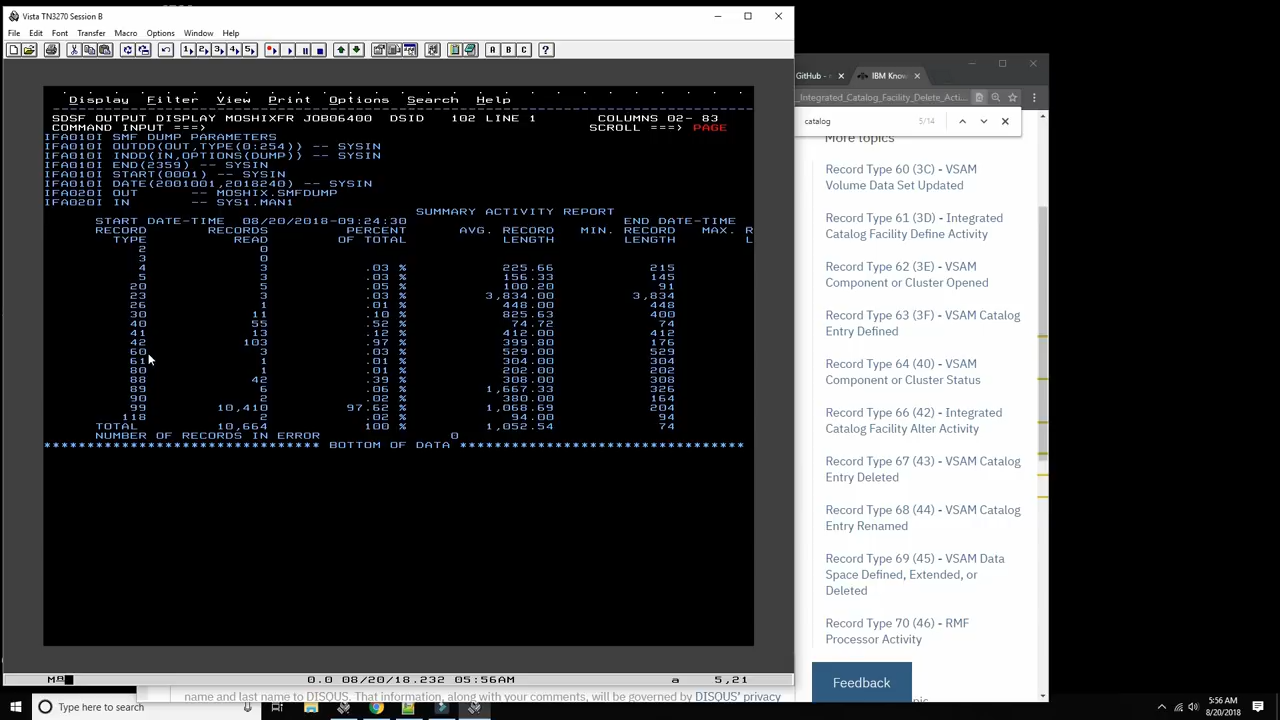 Vista TN3270 Session B
File Edit Font Transfer Macro Options Window Help
Display Filter View Print Options Search Help
SDSF OUTPUT DISPLAY MOSHIXFR JOB06400 DSID 102 LINE 1 COLUMNS 02- 83
COMMAND INPUT ===> SCROLL ===> PAGE
IFA010I SMF DUMP PARAMETERS
IFA010I OUTDD(OUT,TYPE(0:254)) -- SYSIN
IFA010I INDD(IN,OPTIONS(DUMP)) -- SYSIN
IFA010I END(2359) -- SYSIN
IFA010I START(0001) -- SYSIN
IFA010I DATE(2001001,2018240) -- SYSIN
IFA020I OUT -- MOSHIX.SMFDUMP
IFA020I IN -- SYS1.MAN1
SUMMARY ACTIVITY REPORT
START DATE-TIME 08/20/2018-09:24:30 END DATE-TIME
RECORD RECORDS PERCENT AVG. RECORD MIN. RECORD MAX. R
TYPE READ OF TOTAL LENGTH LENGTH L
2 0
3 0
4 3 .03 % 225.66 215
5 3 .03 % 156.33 145
20 5 .05 % 100.20 91
23 3 .03 % 3,834.00 3,834
26 1 .01 % 448.00 448
30 11 .10 % 825.63 400
40 55 .52 % 74.72 74
41 13 .12 % 412.00 412
42 103 .97 % 399.80 176
60 3 .03 % 529.00 529
61 1 .01 % 304.00 304
80 1 .01 % 202.00 202
88 42 .39 % 308.00 308
89 6 .06 % 1,667.33 326
90 2 .02 % 380.00 164
99 10,410 97.62 % 1,068.69 204
118 2 .02 % 94.00 94
TOTAL 10,664 100 % 1,052.54 74
NUMBER OF RECORDS IN ERROR 0
******************************** BOTTOM OF DATA ********************************
0.0 08/20/18.232 05:56AM a 5,21
GitHub - IBM Know
_Integrated_Catalog_Facility_Delete_Acti...
catalog 5/14
More topics
Record Type 60 (3C) - VSAM
Volume Data Set Updated
Record Type 61 (3D) - Integrated
Catalog Facility Define Activity
Record Type 62 (3E) - VSAM
Component or Cluster Opened
Record Type 63 (3F) - VSAM Catalog
Entry Defined
Record Type 64 (40) - VSAM
Component or Cluster Status
Record Type 66 (42) - Integrated
Catalog Facility Alter Activity
Record Type 67 (43) - VSAM Catalog
Entry Deleted
Record Type 68 (44) - VSAM Catalog
Entry Renamed
Record Type 69 (45) - VSAM Data
Space Defined, Extended, or
Deleted
Record Type 70 (46) - RMF
Processor Activity
Feedback
name and last name to DISQUS. That information, along with your comments, will be governed by DISQUS' privacy
Type here to search
5:56 AM
8/20/2018